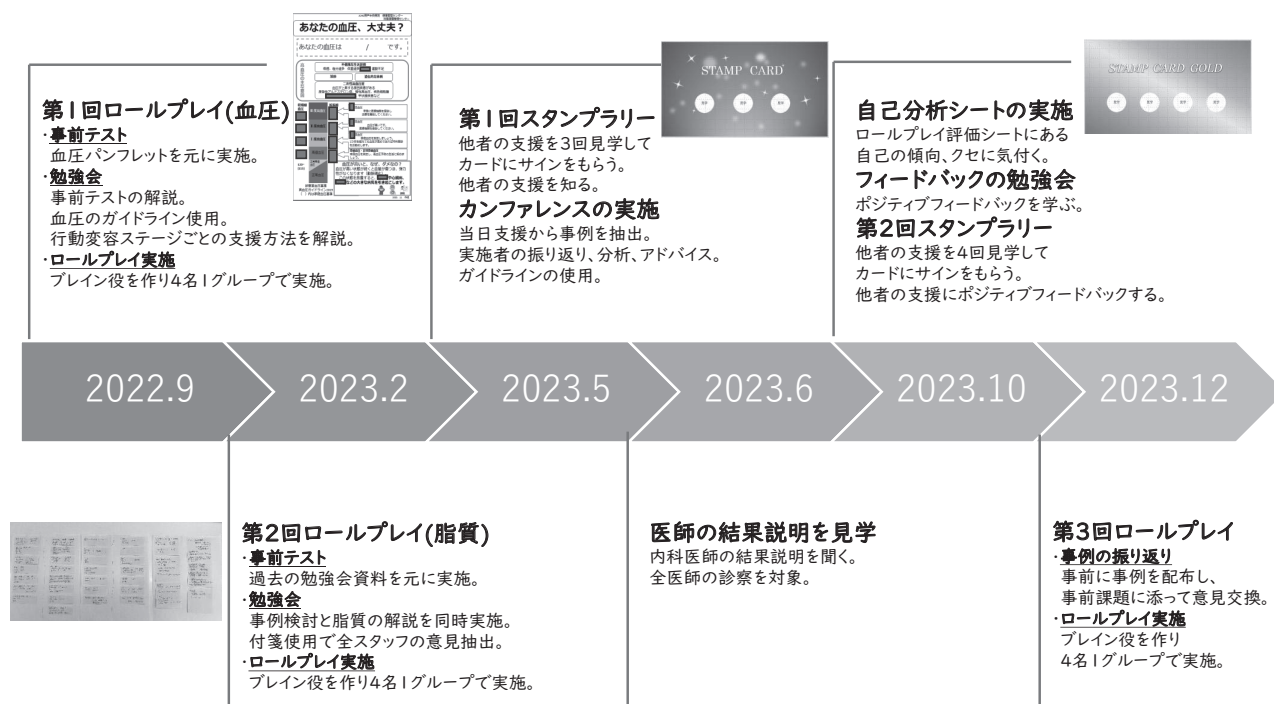 あなたの血圧、大丈夫？
あなたの血圧は　/　です。
第1回ロールプレイ(血圧)
・事前テスト
血圧パンフレットを元に実施。
・勉強会
事前テストの解説。
血圧のガイドライン使用。
行動変容ステージごとの支援方法を解説。
・ロールプレイ実施
ブレイン役を作り4名1グループで実施。
STAMP CARD
第1回スタンプラリー
他者の支援を3回見学して
カードにサインをもらう。
他者の支援を知る。
カンファレンスの実施
当日支援から事例を抽出。
実施者の振り返り、分析、アドバイス。
ガイドラインの使用。
STAMP CARD GOLD
自己分析シートの実施
ロールプレイ評価シートにある
自己の傾向、クセに気付く。
フィードバックの勉強会
ポジティブフィードバックを学ぶ。
第2回スタンプラリー
他者の支援を4回見学して
カードにサインをもらう。
他者の支援にポジティブフィードバックする。
2022.9
2023.2
2023.5
2023.6
2023.10
2023.12
第2回ロールプレイ(脂質)
・事前テスト
過去の勉強会資料を元に実施。
・勉強会
事例検討と脂質の解説を同時実施。
付箋使用で全スタッフの意見抽出。
・ロールプレイ実施
ブレイン役を作り4名1グループで実施。
医師の結果説明を見学
内科医師の結果説明を聞く。
全医師の診察を対象。
第3回ロールプレイ
・事例の振り返り
事前に事例を配布し、
事前課題に添って意見交換。
・ロールプレイ実施
ブレイン役を作り
4名1グループで実施。